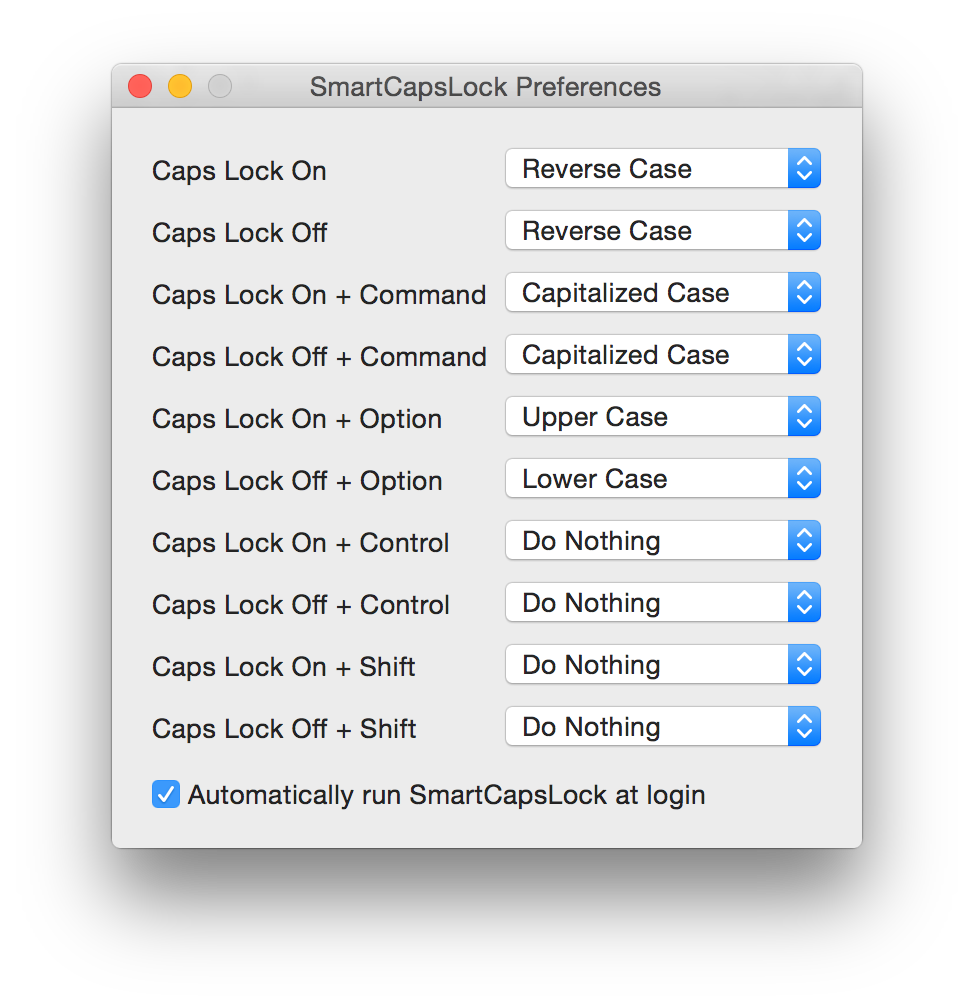 SmartCapsLock Preferences
Caps Lock On Reverse Case
Caps Lock Off Reverse Case
Caps Lock On + Command Capitalized Case
Caps Lock Off + Command Capitalized Case
Caps Lock On + Option Upper Case
Caps Lock Off + Option Lower Case
Caps Lock On + Control Do Nothing
Caps Lock Off + Control Do Nothing
Caps Lock On + Shift Do Nothing
Caps Lock Off + Shift Do Nothing
Automatically run SmartCapsLock at login